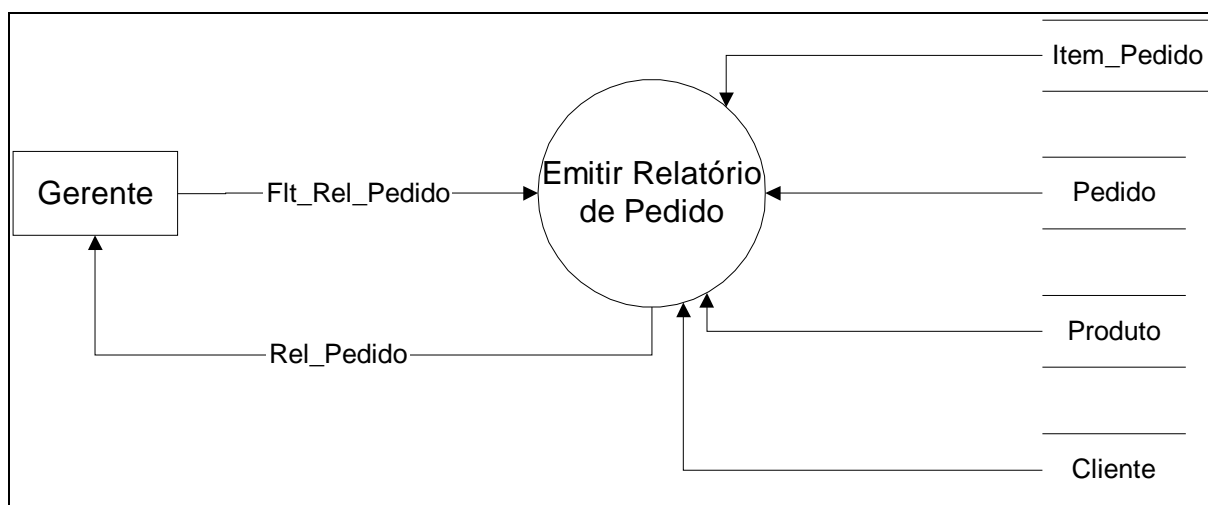 Item_Pedido
Gerente
Flt_Rel_Pedido
Emitir Relatório
de Pedido
Pedido
Rel_Pedido
Produto
Cliente